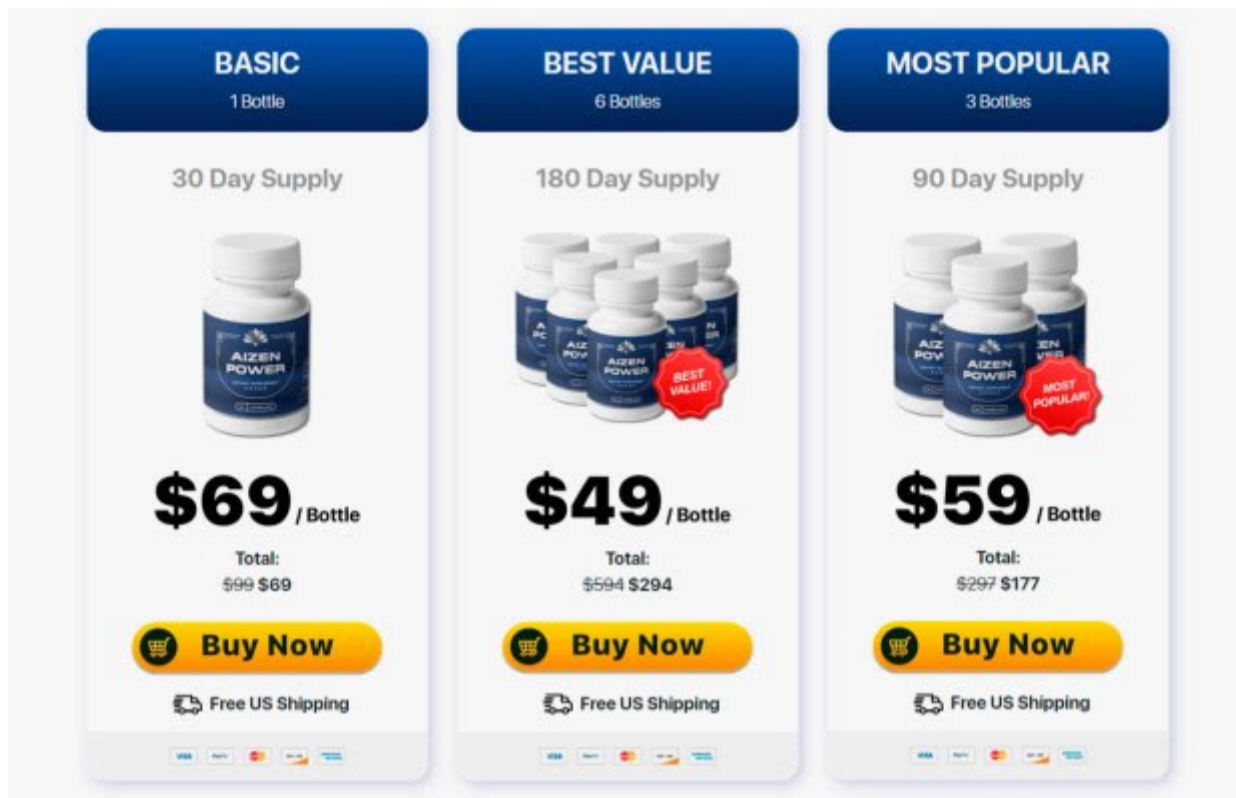 BASIC
1 Bottle
30 Day Supply
AIZEN
POWER
$69 / Bottle
Total:
$99 $69
Buy Now
Free US Shipping
VISA
BEST VALUE
6 Bottles
180 Day Supply
AIZEN
POWER
BEST
VALUE!
$49 / Bottle
Total:
$594 $294
Buy Now
Free US Shipping
VISA
MOST POPULAR
3 Bottles
90 Day Supply
AIZEN
POWER
MOST
POPULAR!
$59 / Bottle
Total:
$297 $177
Buy Now
Free US Shipping
VISA